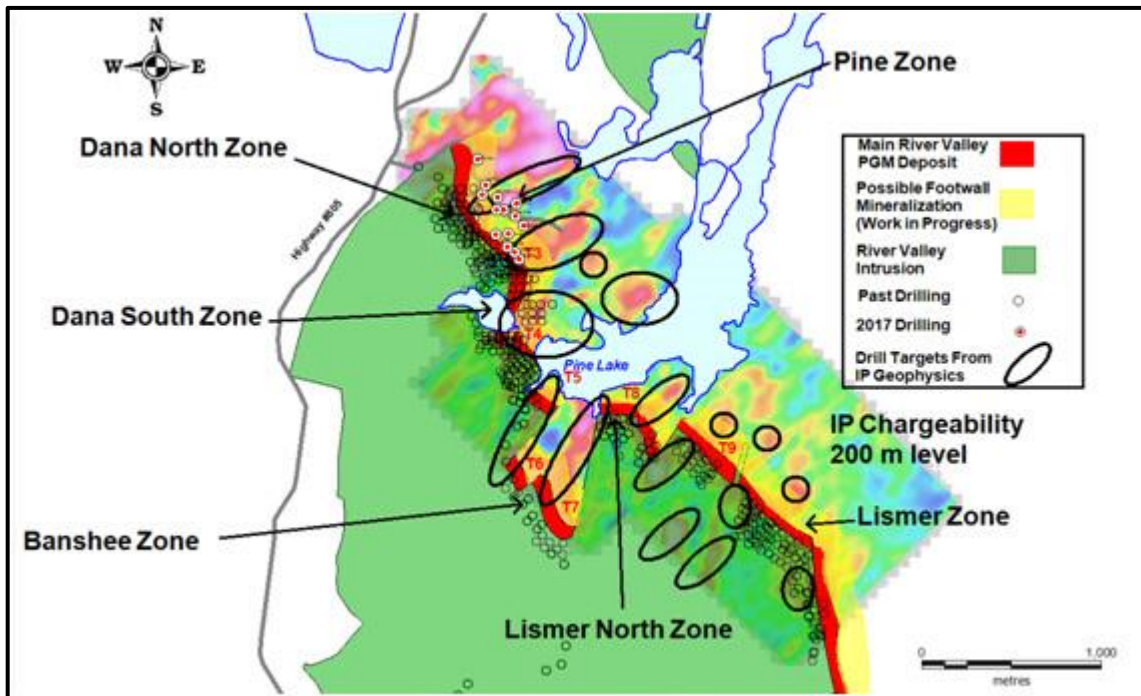 N
W E
S
Pine Zone
Dana North Zone
Highway #805
Main River Valley
PGM Deposit
Possible Footwall
Mineralization
(Work in Progress)
River Valley
Intrusion
Past Drilling
2017 Drilling
Drill Targets From
IP Geophysics
T3
Dana South Zone
T4
Pine Lake
T5
T8
IP Chargeability
200 m level
T9
T6
T7
Lismer Zone
Banshee Zone
Lismer North Zone
0 1,000
metres